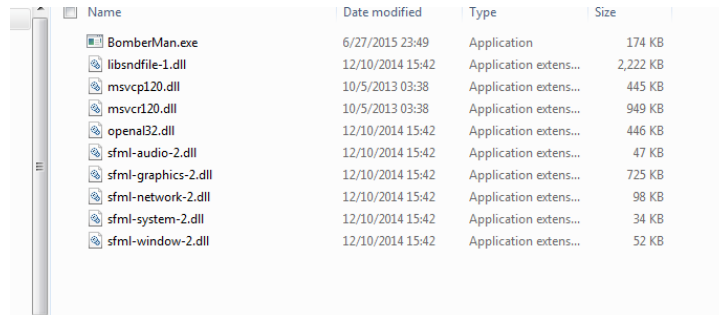 Name Date modified Type Size
BomberMan.exe 6/27/2015 23:49 Application 174 KB
libsndfile-1.dll 12/10/2014 15:42 Application extens... 2,222 KB
msvcp120.dll 10/5/2013 03:38 Application extens... 445 KB
msvcr120.dll 10/5/2013 03:38 Application extens... 949 KB
openal32.dll 12/10/2014 15:42 Application extens... 446 KB
sfml-audio-2.dll 12/10/2014 15:42 Application extens... 47 KB
sfml-graphics-2.dll 12/10/2014 15:42 Application extens... 725 KB
sfml-network-2.dll 12/10/2014 15:42 Application extens... 98 KB
sfml-system-2.dll 12/10/2014 15:42 Application extens... 34 KB
sfml-window-2.dll 12/10/2014 15:42 Application extens... 52 KB